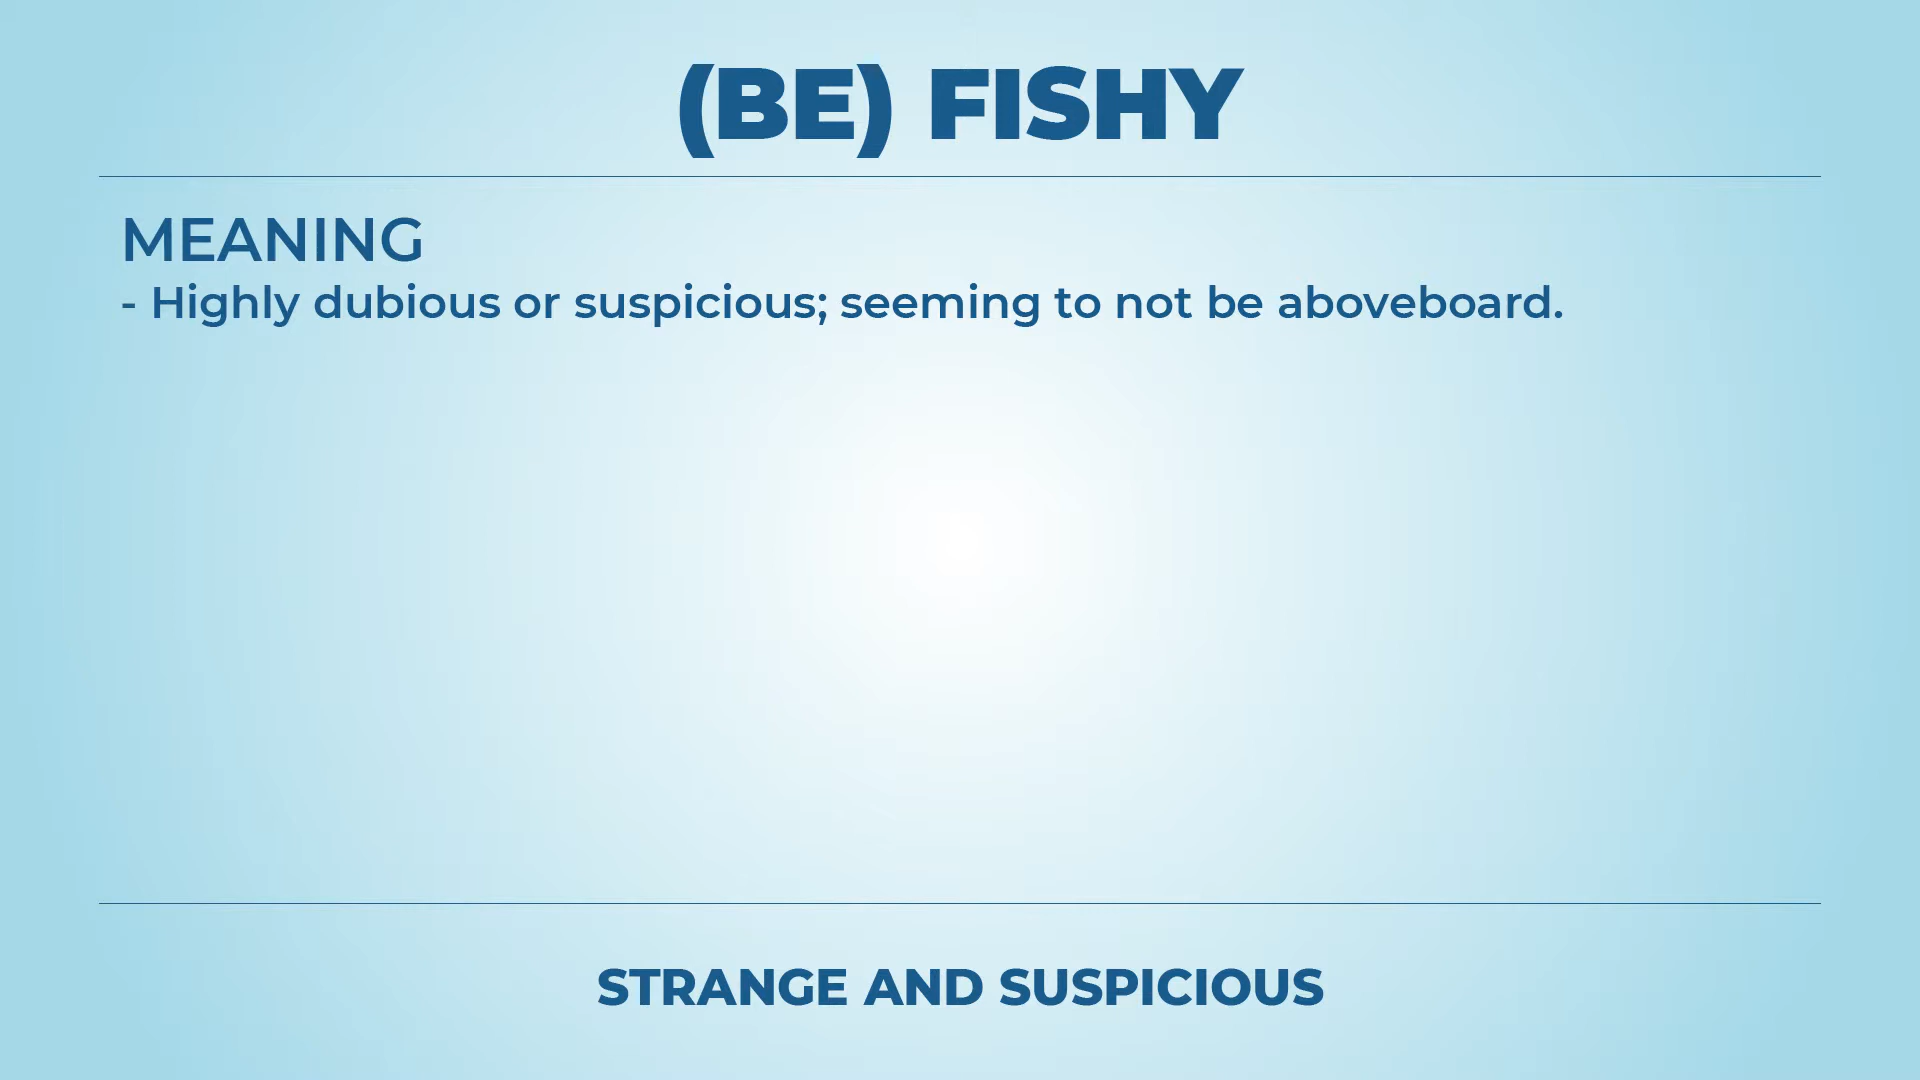 (BE) FISHY
MEANING
- Highly dubious or suspicious; seeming to not be aboveboard.
STRANGE AND SUSPICIOUS